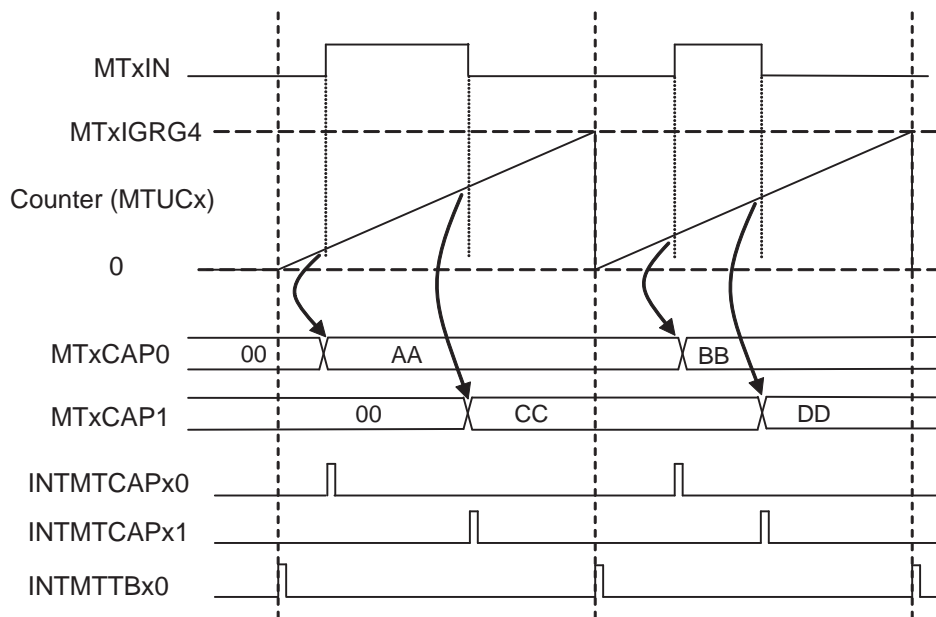 MTxIN
MTxIGRG4
Counter (MTUCx)
0
MTxCAP0 00 AA BB
MTxCAP1 00 CC DD
INTMTCAPx0
INTMTCAPx1
INTMTTBx0